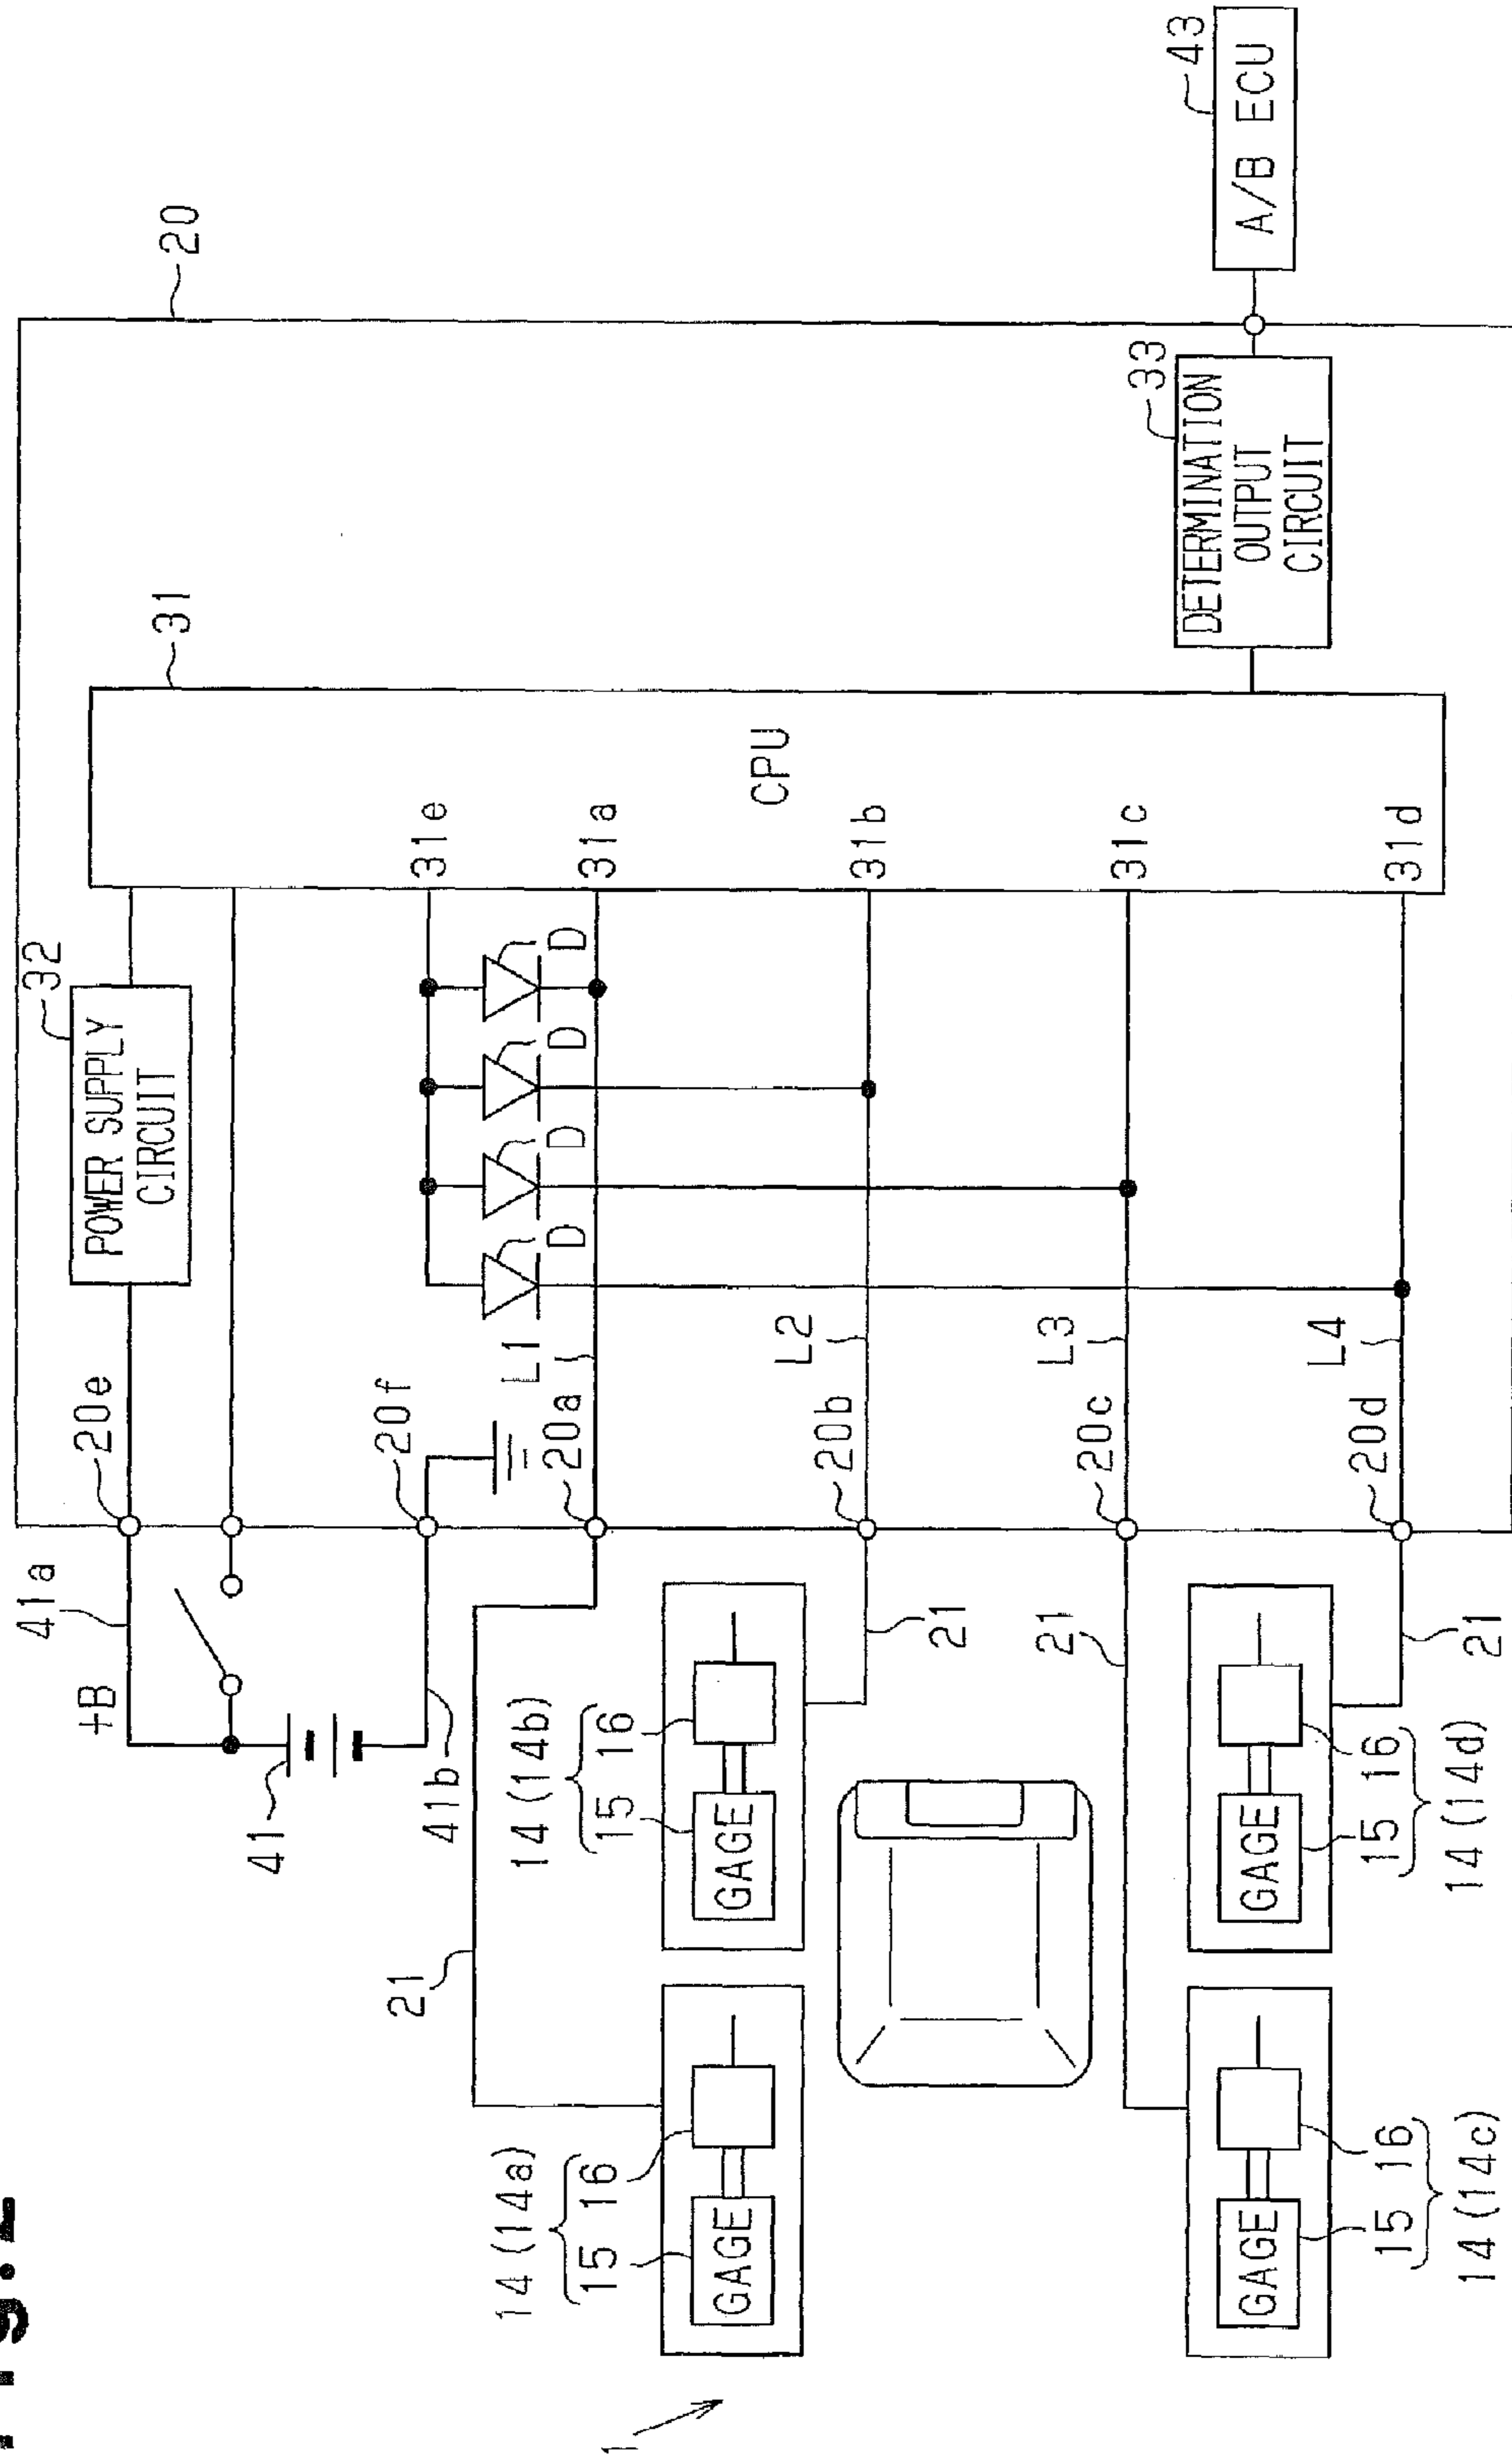 Fig. 2
1
41a
+B
41
41b
20e
20f
20a
20b
20c
20d
20
POWER SUPPLY
CIRCUIT
32
31
CPU
31e
31a
31b
31c
31d
D
D
D
D
L1
L2
L3
L4
DETERMINATION
OUTPUT
CIRCUIT
33
A/B ECU
43
21
14(14a)
15 16
GAGE
14(14b)
15 16
GAGE
21
21
GAGE
15 16
14(14c)
GAGE
15 16
14(14d)
21